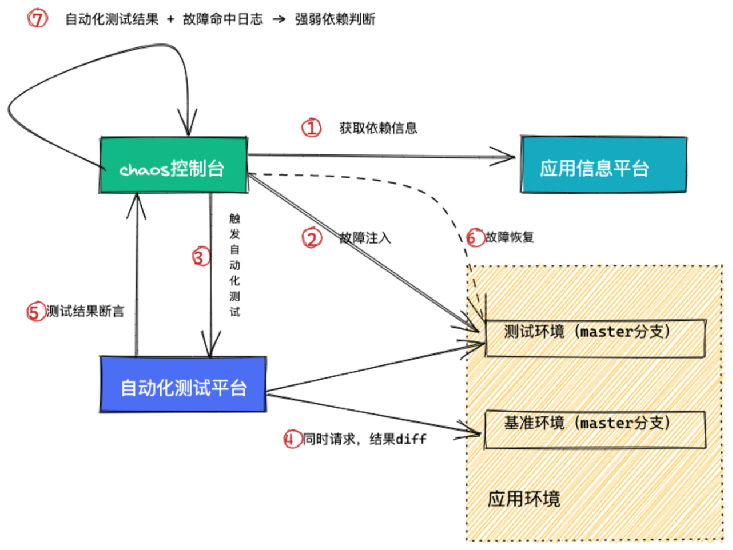 ⑦ 自动化测试结果 + 故障命中日志 → 强弱依赖判断
① 获取依赖信息
chaos控制台
应用信息平台
触发自动化测试
② 故障注入
⑥故障恢复
③
⑤测试结果断言
测试环境（master分支）
自动化测试平台
基准环境（master分支）
④同时请求，结果diff
应用环境